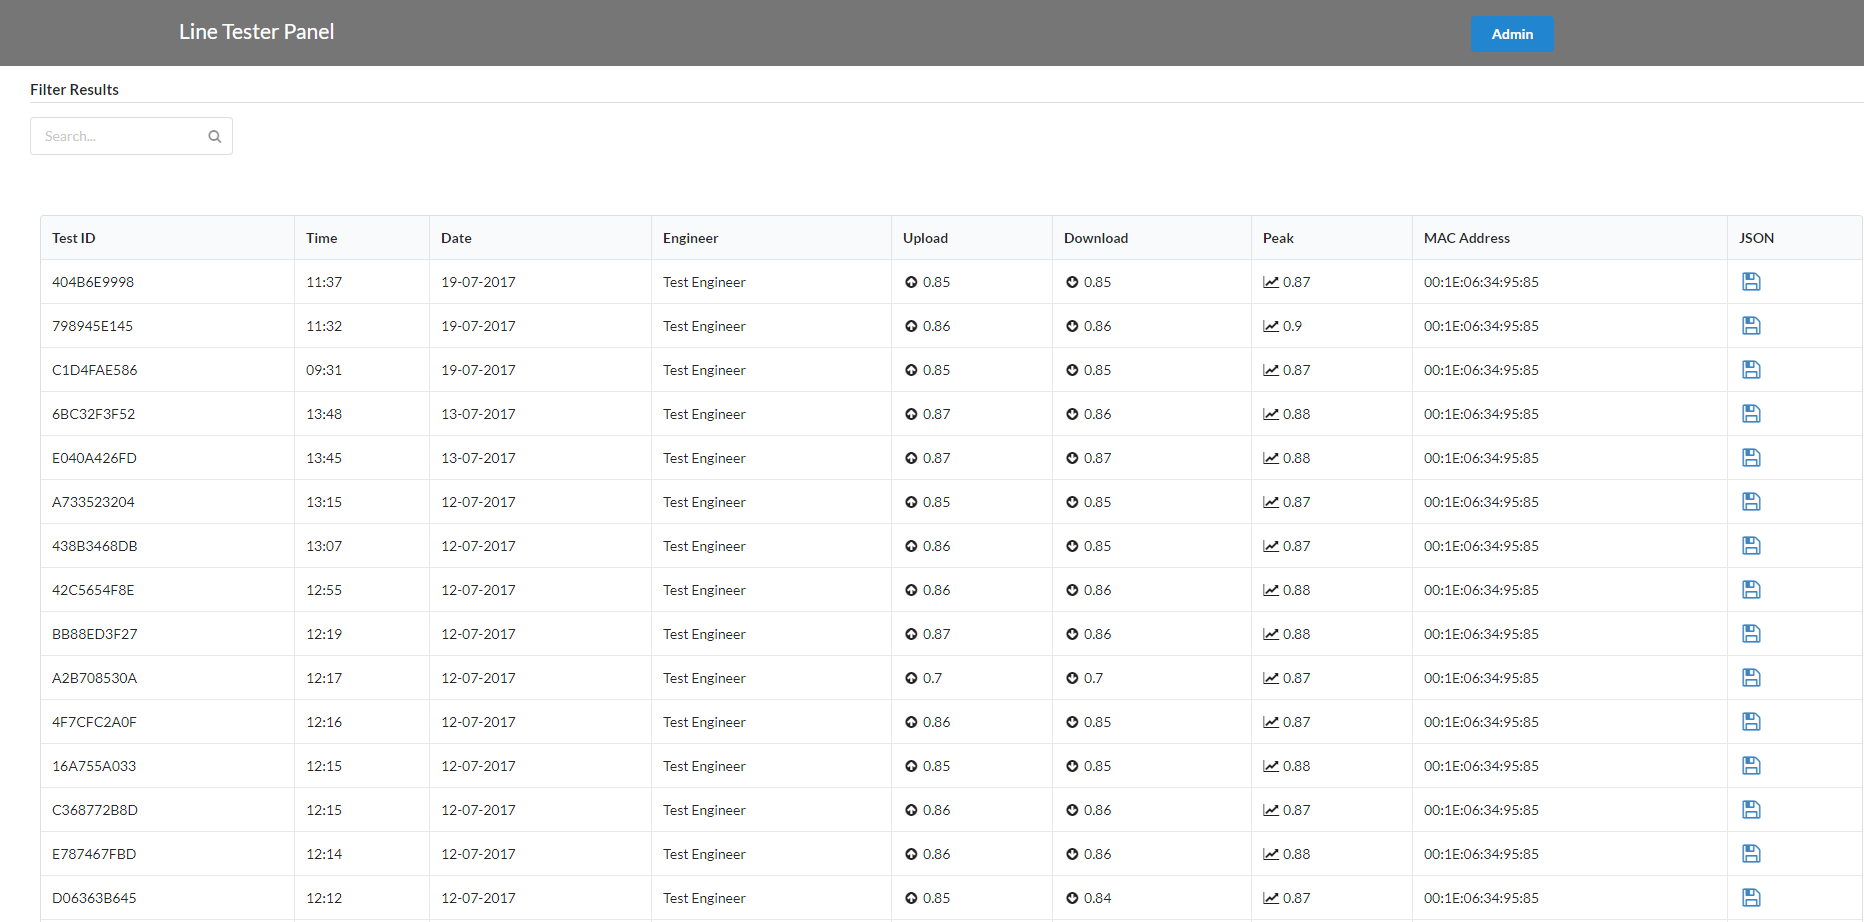 Line Tester Panel Admin
Filter Results
Search...
Test ID Time Date Engineer Upload Download Peak MAC Address JSON
404B6E9998 11:37 19-07-2017 Test Engineer 0.85 0.85 0.87 00:1E:06:34:95:85
798945E145 11:32 19-07-2017 Test Engineer 0.86 0.86 0.9 00:1E:06:34:95:85
C1D4FAE586 09:31 19-07-2017 Test Engineer 0.85 0.85 0.87 00:1E:06:34:95:85
6BC32F3F52 13:48 13-07-2017 Test Engineer 0.87 0.86 0.88 00:1E:06:34:95:85
E040A426FD 13:45 13-07-2017 Test Engineer 0.87 0.87 0.88 00:1E:06:34:95:85
A733523204 13:15 12-07-2017 Test Engineer 0.85 0.85 0.87 00:1E:06:34:95:85
438B3468DB 13:07 12-07-2017 Test Engineer 0.86 0.85 0.87 00:1E:06:34:95:85
42C5654F8E 12:55 12-07-2017 Test Engineer 0.86 0.86 0.88 00:1E:06:34:95:85
BB88ED3F27 12:19 12-07-2017 Test Engineer 0.87 0.86 0.88 00:1E:06:34:95:85
A2B708530A 12:17 12-07-2017 Test Engineer 0.7 0.7 0.87 00:1E:06:34:95:85
4F7CFC2A0F 12:16 12-07-2017 Test Engineer 0.86 0.85 0.87 00:1E:06:34:95:85
16A755A033 12:15 12-07-2017 Test Engineer 0.85 0.85 0.88 00:1E:06:34:95:85
C368772B8D 12:15 12-07-2017 Test Engineer 0.86 0.86 0.87 00:1E:06:34:95:85
E787467FBD 12:14 12-07-2017 Test Engineer 0.86 0.86 0.88 00:1E:06:34:95:85
D06363B645 12:12 12-07-2017 Test Engineer 0.85 0.84 0.87 00:1E:06:34:95:85